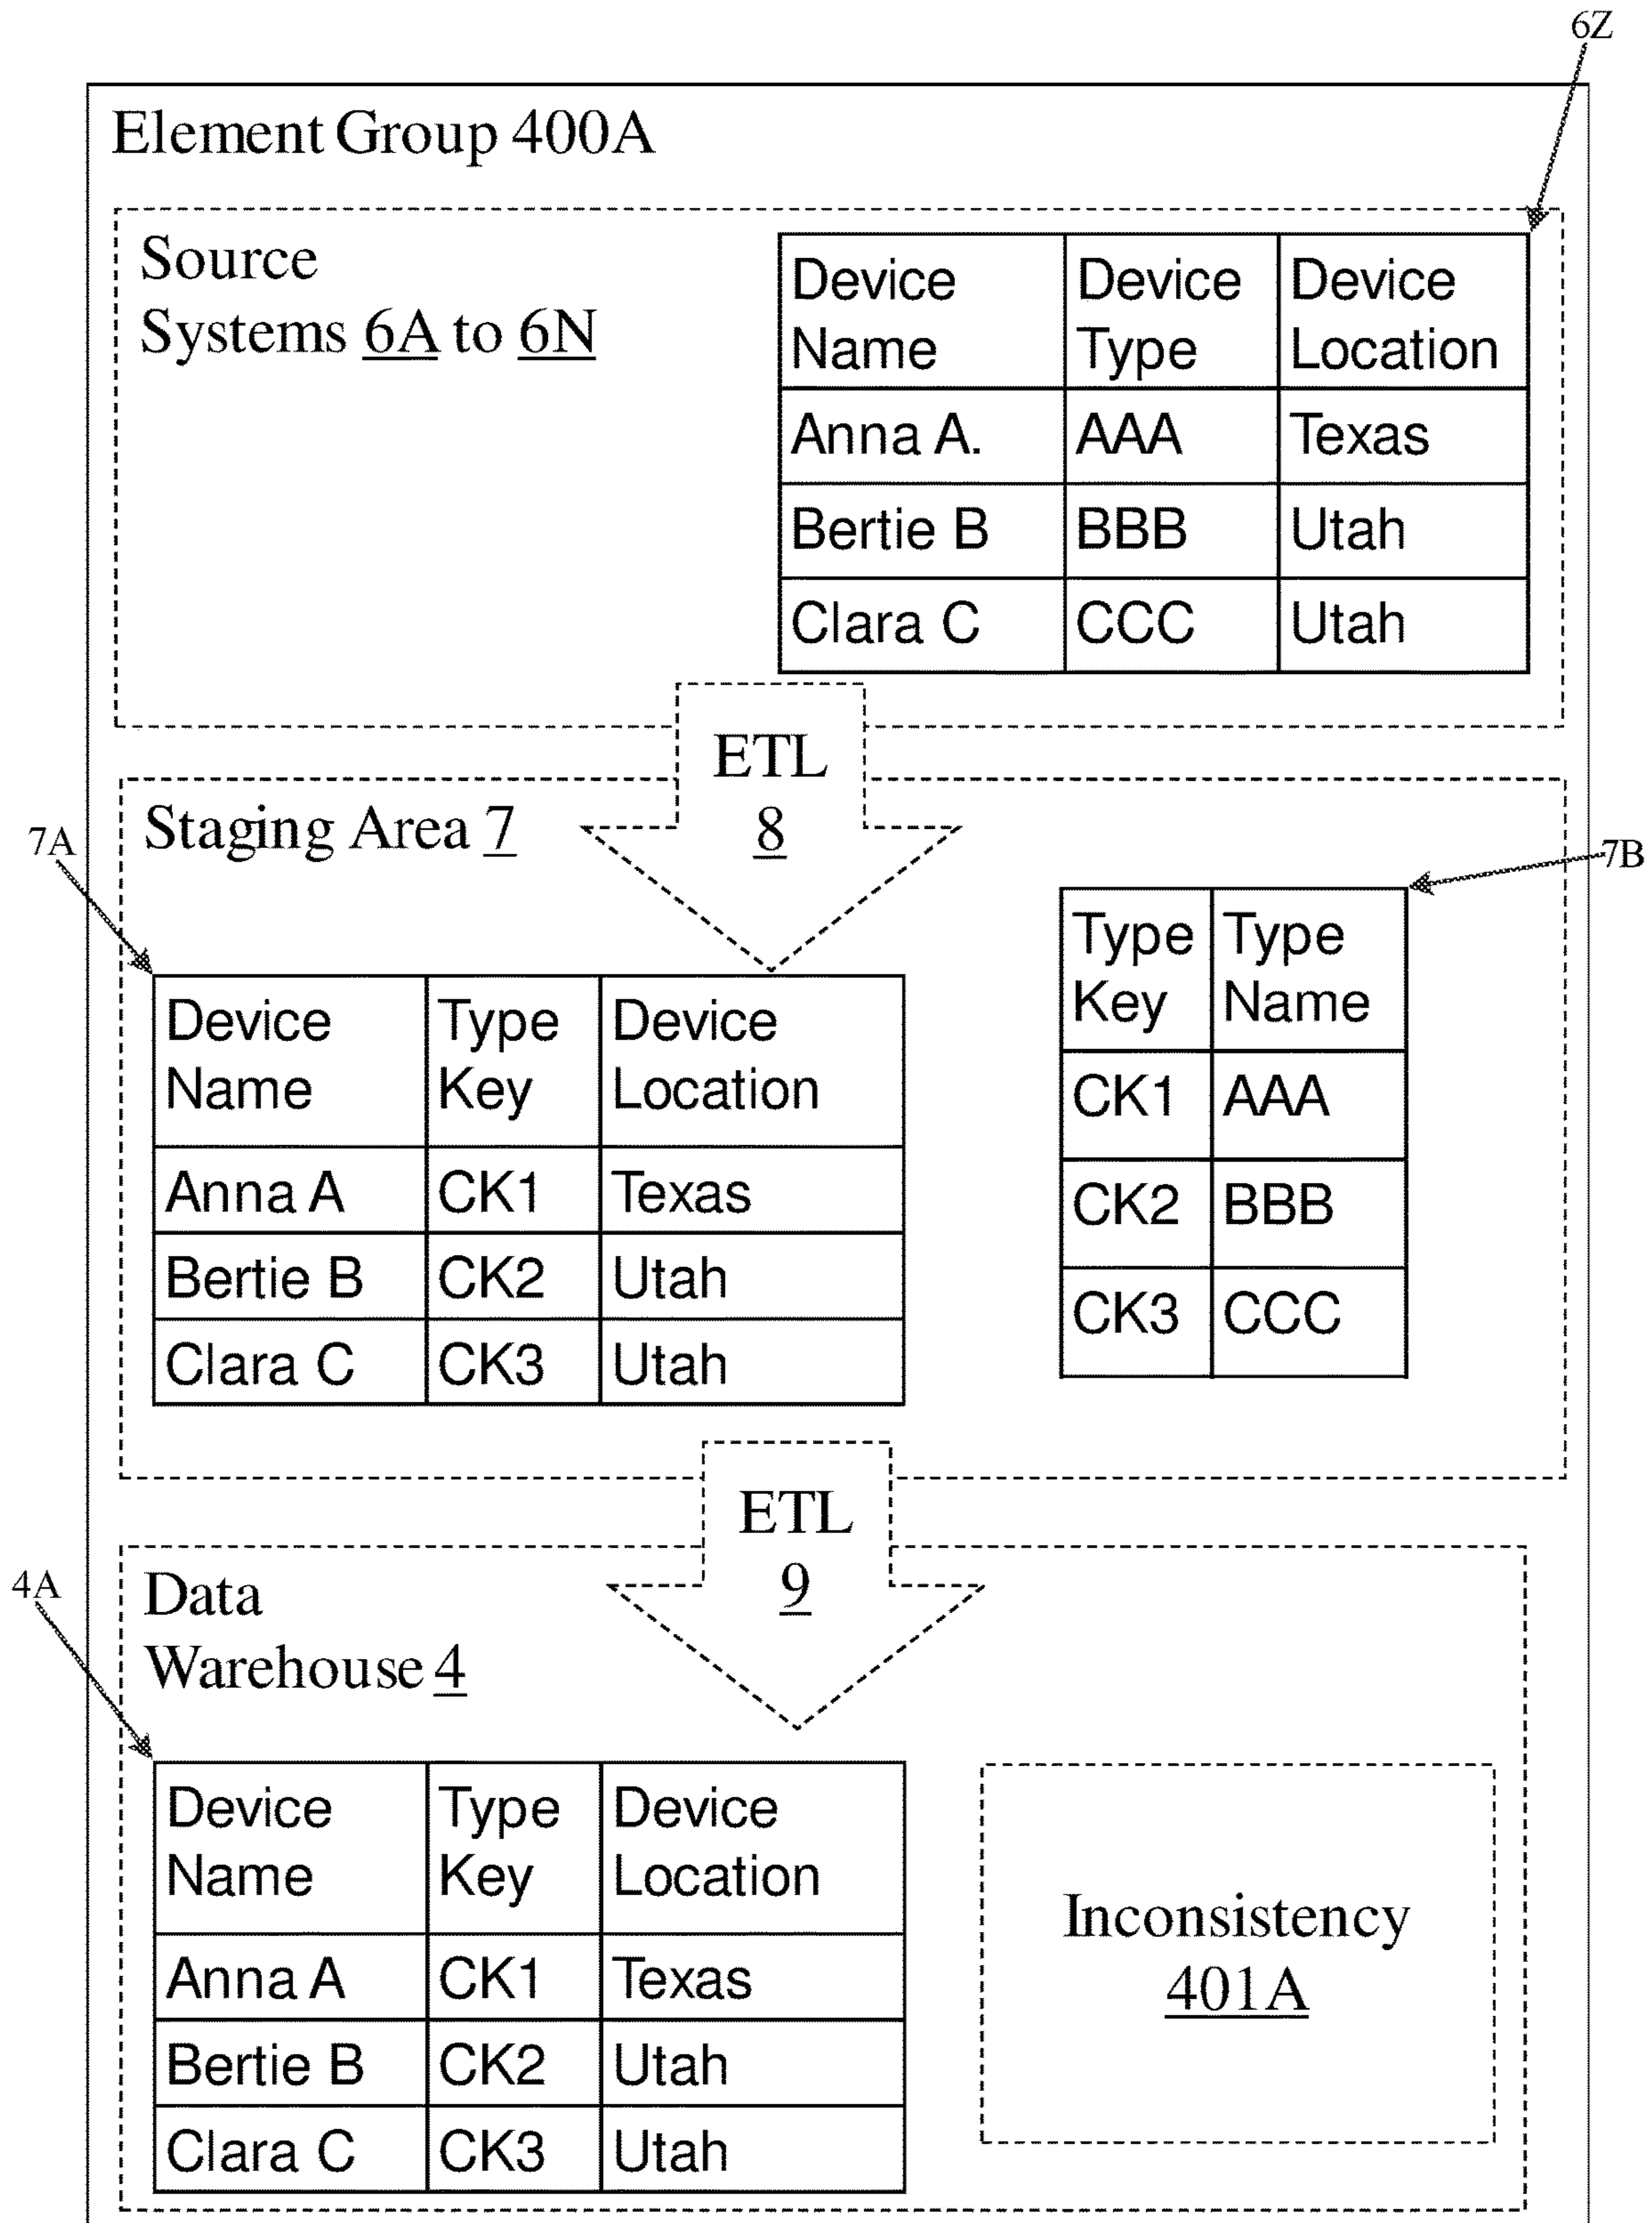 6Z
Element Group 400A
Source
Systems 6A to 6N
Device Name Device Type Device Location
Anna A. AAA Texas
Bertie B BBB Utah
Clara C CCC Utah
ETL
8
Staging Area 7
7A
7B
Device Name Type Key Device Location
Anna A CK1 Texas
Bertie B CK2 Utah
Clara C CK3 Utah
Type Key Type Name
CK1 AAA
CK2 BBB
CK3 CCC
ETL
9
4A
Data
Warehouse 4
Device Name Type Key Device Location
Anna A CK1 Texas
Bertie B CK2 Utah
Clara C CK3 Utah
Inconsistency
401A